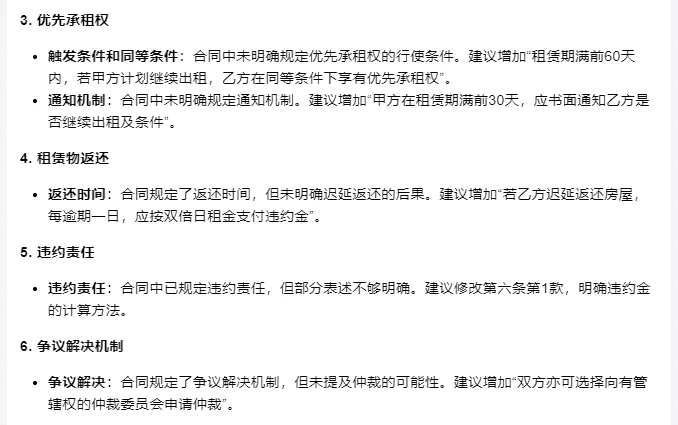 3. 优先承租权
• 触发条件和同等条件：合同中未明确规定优先承租权的行使条件。建议增加“租赁期满前60天
内，若甲方计划继续出租，乙方在同等条件下享有优先承租权”。
• 通知机制：合同中未明确规定通知机制。建议增加“甲方在租赁期满前30天，应书面通知乙方是
否继续出租及条件”。
4. 租赁物返还
• 返还时间：合同规定了返还时间，但未明确迟延返还的后果。建议增加“若乙方迟延返还房屋，
每逾期一日，应按双倍日租金支付违约金”。
5. 违约责任
• 违约责任：合同中已规定违约责任，但部分表述不够明确。建议修改第六条第1款，明确违约金
的计算方法。
6. 争议解决机制
• 争议解决：合同规定了争议解决机制，但未提及仲裁的可能性。建议增加“双方亦可选择向有管
辖权的仲裁委员会申请仲裁”。